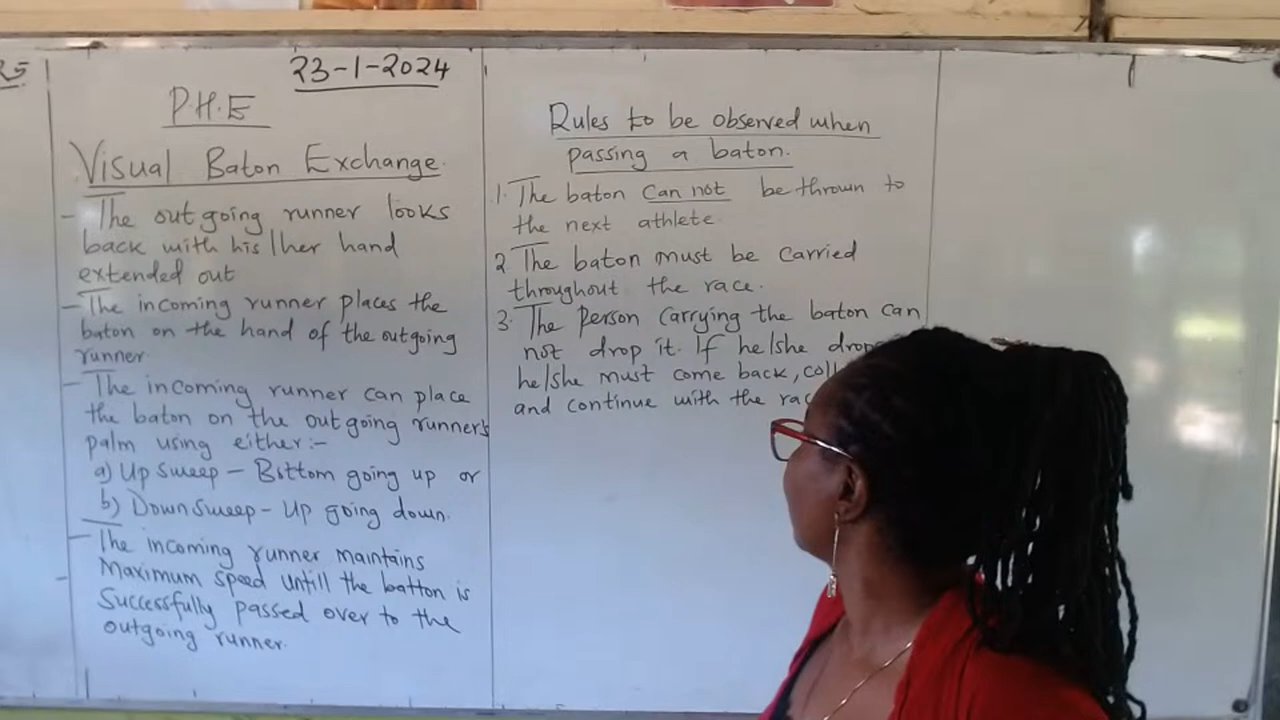 23-1-2024
P.H.E
Visual Baton Exchange.
- The outgoing runner looks
back with his/her hand
extended out
- The incoming runner places the
baton on the hand of the outgoing
runner.
- The incoming runner can place
the baton on the outgoing runner's
palm using either:-
a) Up sweep - Bottom going up or
b) Downsweep - Up going down.
- The incoming runner maintains
Maximum speed untill the batton is
Successfully passed over to the
outgoing runner.
Rules to be observed when
passing a baton.
1. The baton Can not be thrown to
the next athlete
2 The baton must be Carried
throughout the race.
3. The Person Carrying the baton can
not drop it. If he/she
he/she must come back,
and continue with the